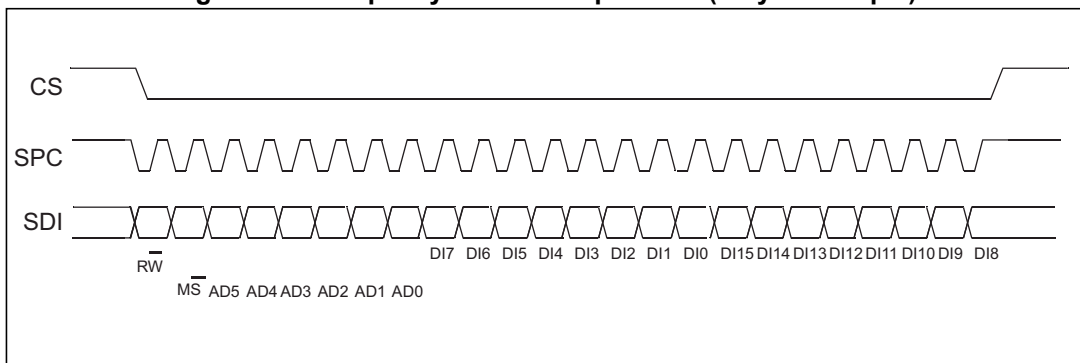 CS
SPC
SDI
DI7 DI6 DI5 DI4 DI3 DI2 DI1 DI0 DI15 DI14 DI13 DI12 DI11 DI10 DI9 DI8
RW
MS AD5 AD4 AD3 AD2 AD1 AD0